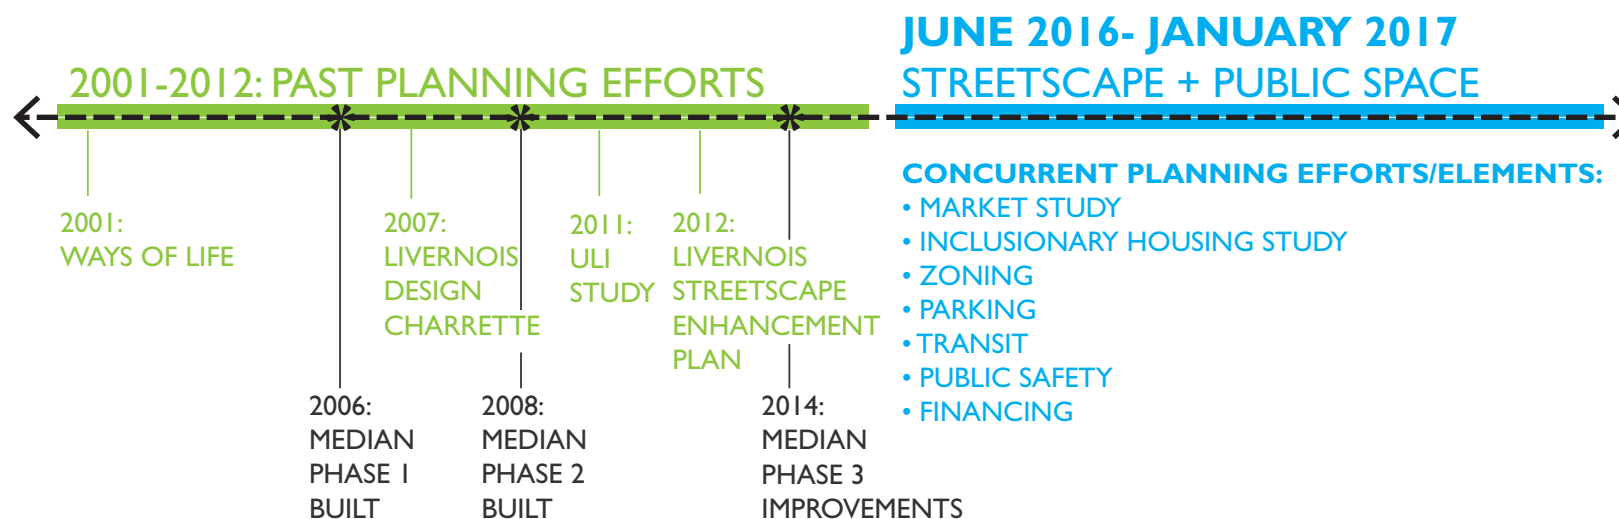 2001-2012: PAST PLANNING EFFORTS
JUNE 2016- JANUARY 2017
STREETSCAPE + PUBLIC SPACE
2001:
WAYS OF LIFE
2006:
MEDIAN
PHASE 1
BUILT
2007:
LIVERNOIS
DESIGN
CHARRETTE
2008:
MEDIAN
PHASE 2
BUILT
2011:
ULI
STUDY
2012:
LIVERNOIS
STREETSCAPE
ENHANCEMENT
PLAN
2014:
MEDIAN
PHASE 3
IMPROVEMENTS
CONCURRENT PLANNING EFFORTS/ELEMENTS:
• MARKET STUDY
• INCLUSIONARY HOUSING STUDY
• ZONING
• PARKING
• TRANSIT
• PUBLIC SAFETY
• FINANCING